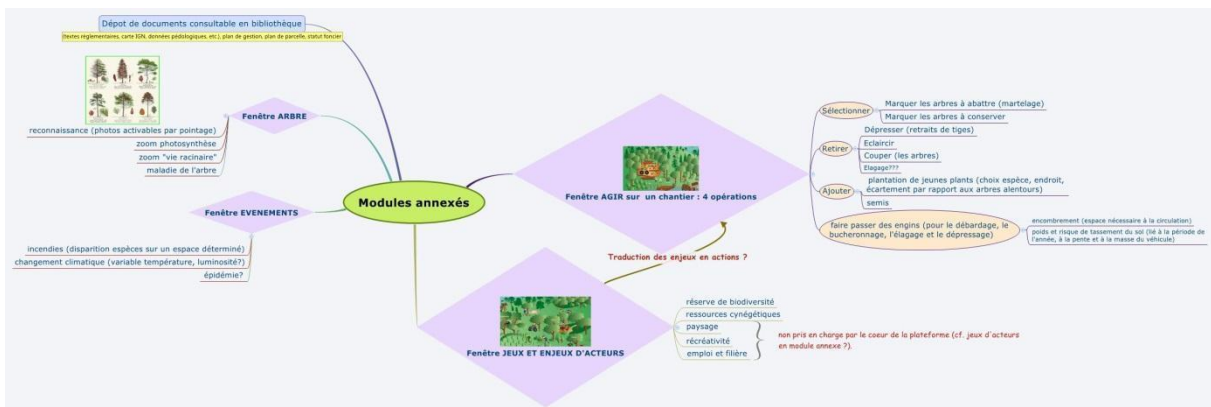 Dépot de documents consultable en bibliothèque
(textes réglementaires, carte IGN, données pédologiques, etc.), plan de gestion, plan de parcelle, statut foncier
Fenêtre ARBRE
reconnaissance (photos activables par pointage)
zoom photosynthèse
zoom "vie racinaire"
maladie de l'arbre
Modules annexés
Fenêtre EVENEMENTS
incendies (disparition espèces sur un espace déterminé)
changement climatique (variable température, luminosité?)
épidémie?
Fenêtre AGIR sur un chantier : 4 opérations
Sélectionner
Marquer les arbres à abattre (martelage)
Marquer les arbres à conserver
Retirer
Dépresser (retraits de tiges)
Eclaircir
Couper (les arbres)
Elagage???
Ajouter
plantation de jeunes plants (choix espèce, endroit,
écartement par rapport aux arbres alentours)
semis
faire passer des engins (pour le débardage, le
bucheronnage, l'élagage et le dépressage)
encombrement (espace nécessaire à la circulation)
poids et risque de tassement du sol (lié à la période de
l'année, à la pente et à la masse du véhicule)
Traduction des enjeux en actions ?
Fenêtre JEUX ET ENJEUX D'ACTEURS
réserve de biodiversité
ressources cynégétiques
paysage
récréativité
emploi et filière
non pris en charge par le coeur de la plateforme (cf. jeux d'acteurs
en module annexe ?).